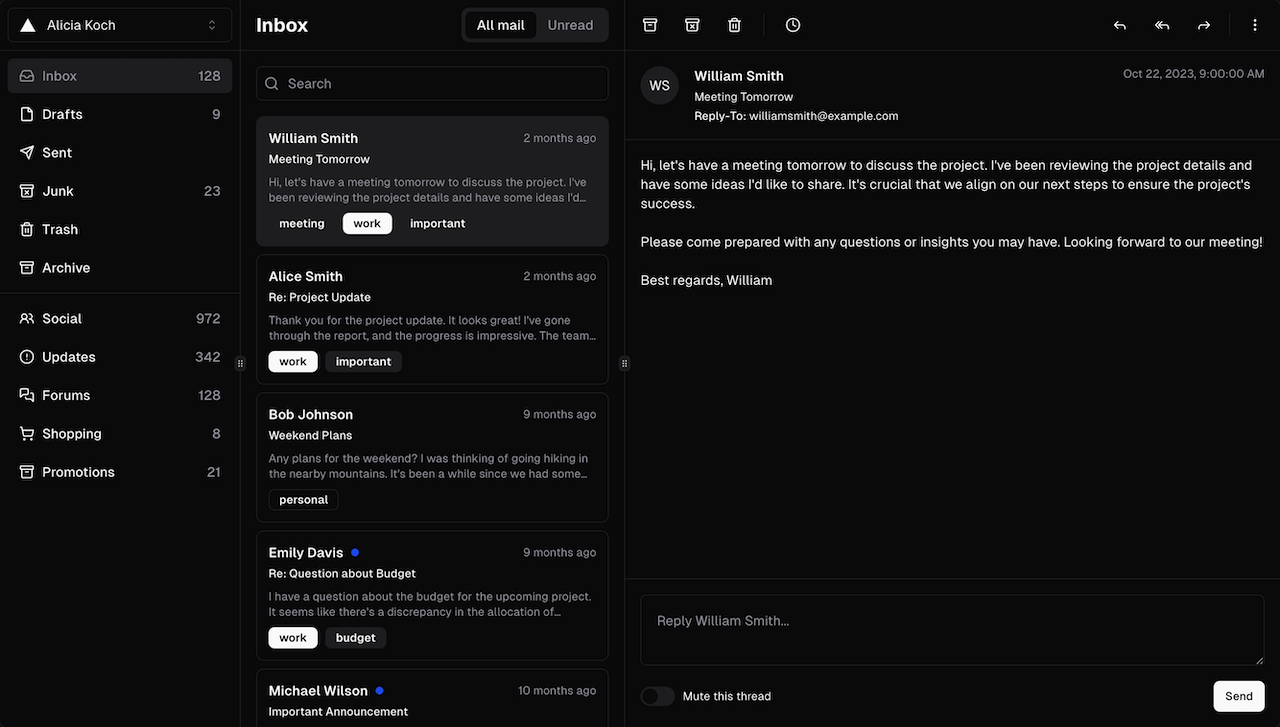 Alicia Koch
Inbox 128
Drafts 9
Sent
Junk 23
Trash
Archive
Social 972
Updates 342
Forums 128
Shopping 8
Promotions 21
Inbox
All mail Unread
Search
William Smith 2 months ago
Meeting Tomorrow
Hi, let's have a meeting tomorrow to discuss the project. I've
been reviewing the project details and have some ideas I'd...
meeting work important
Alice Smith 2 months ago
Re: Project Update
Thank you for the project update. It looks great! I've gone
through the report, and the progress is impressive. The team...
work important
Bob Johnson 9 months ago
Weekend Plans
Any plans for the weekend? I was thinking of going hiking in
the nearby mountains. It's been a while since we had some...
personal
Emily Davis 9 months ago
Re: Question about Budget
I have a question about the budget for the upcoming project.
It seems like there's a discrepancy in the allocation of...
work budget
Michael Wilson 10 months ago
Important Announcement
WS
William Smith Oct 22, 2023, 9:00:00 AM
Meeting Tomorrow
Reply-To: williamsmith@example.com
Hi, let's have a meeting tomorrow to discuss the project. I've been reviewing the project details and
have some ideas I'd like to share. It's crucial that we align on our next steps to ensure the project's
success.
Please come prepared with any questions or insights you may have. Looking forward to our meeting!
Best regards, William
Reply William Smith...
Mute this thread Send